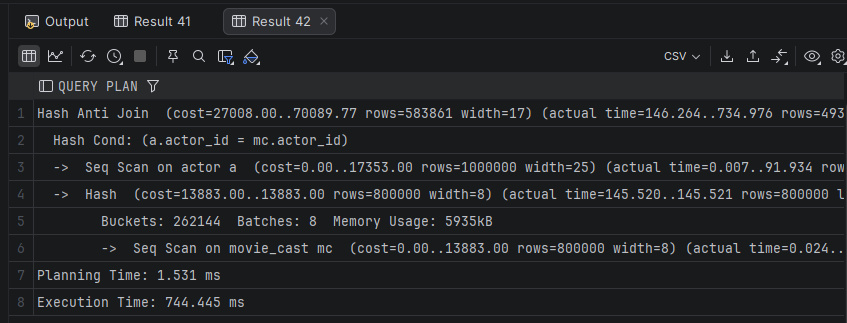 Output Result 41 Result 42
CSV
QUERY PLAN
1 Hash Anti Join (cost=27008.00..70089.77 rows=583861 width=17) (actual time=146.264..734.976 rows=493
2 Hash Cond: (a.actor_id = mc.actor_id)
3 -> Seq Scan on actor a (cost=0.00..17353.00 rows=1000000 width=25) (actual time=0.007..91.934 row
4 -> Hash (cost=13883.00..13883.00 rows=800000 width=8) (actual time=145.520..145.521 rows=800000 l
5 Buckets: 262144 Batches: 8 Memory Usage: 5935kB
6 -> Seq Scan on movie_cast mc (cost=0.00..13883.00 rows=800000 width=8) (actual time=0.024..
7 Planning Time: 1.531 ms
8 Execution Time: 744.445 ms